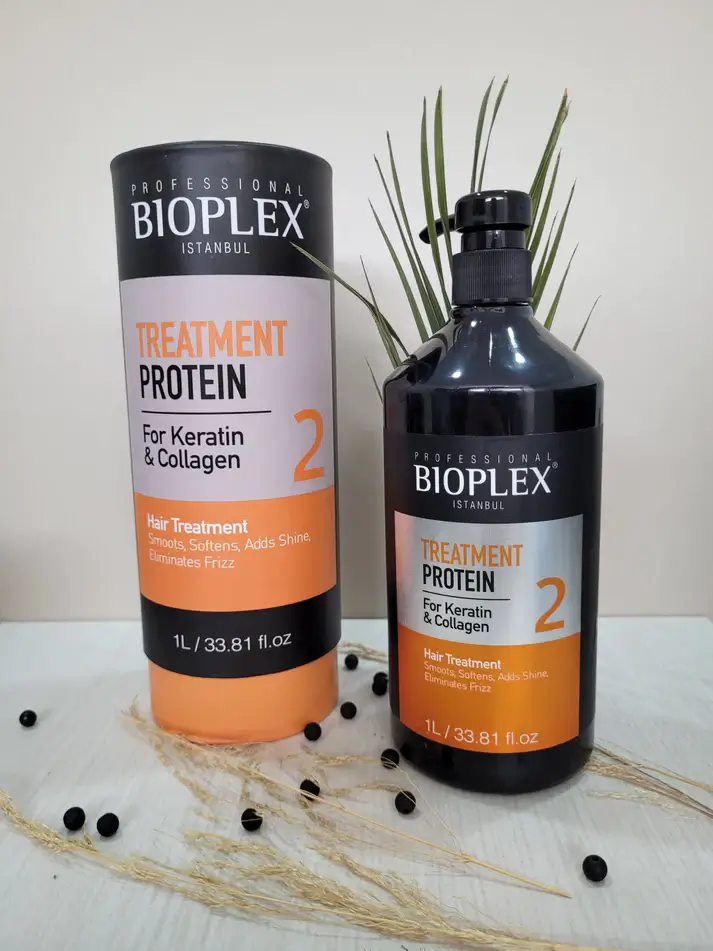 PROFESSIONAL
BIOPLEX®
ISTANBUL
TREATMENT
PROTEIN
For Keratin
& Collagen
2
Hair Treatment
Smoots, Softens, Adds Shine,
Eliminates Frizz
1L / 33.81 fl.oz
PROFESSIONAL
BIOPLEX®
ISTANBUL
TREATMENT
PROTEIN
For Keratin
& Collagen
2
Hair Treatment
Smoots, Softens, Adds Shine,
Eliminates Frizz
1L / 33.81 fl.oz